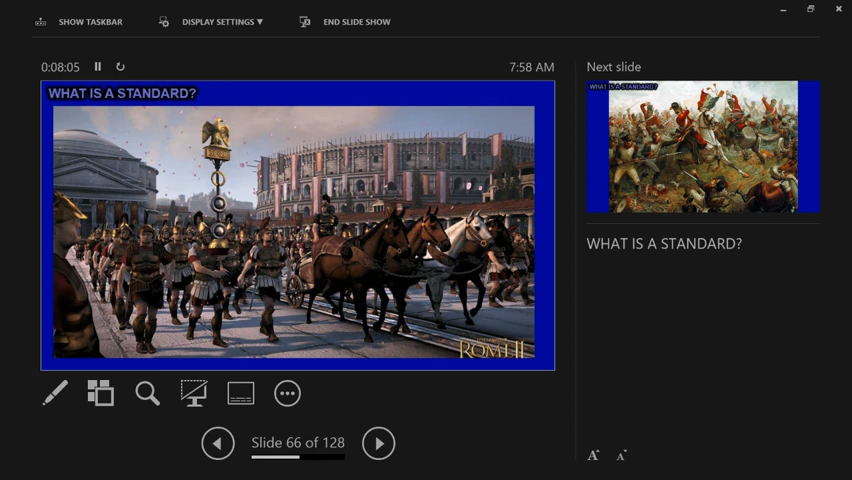 SHOW TASKBAR
DISPLAY SETTINGS ▼
END SLIDE SHOW
0:08:05
7:58 AM
Next slide
WHAT IS A STANDARD?
WHAT IS A STANDARD?
ROME II
WHAT IS A STANDARD?
Slide 66 of 128
A
A